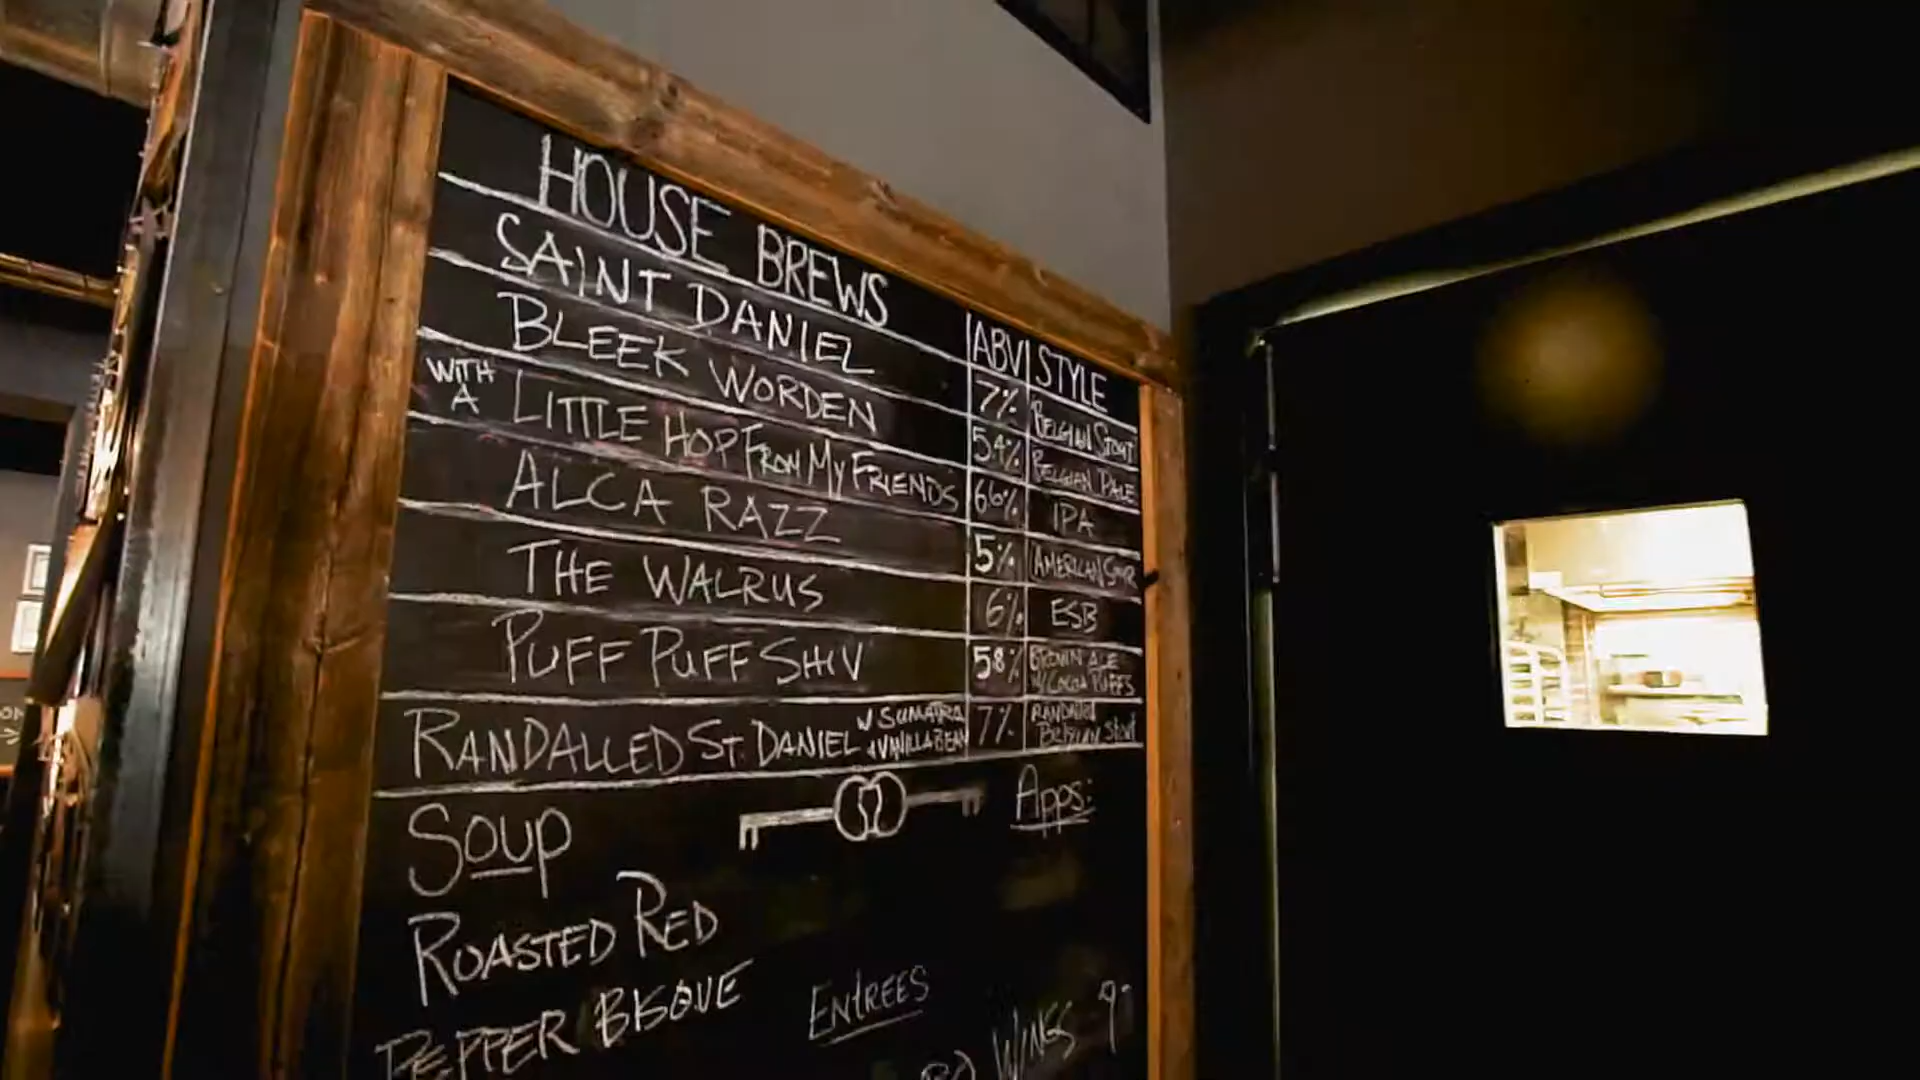 HOUSE BREWS ABV STYLE
SAINT DANIEL 7% BELGIAN STOUT
BLEEK WORDEN 5.4% BELGIAN PALE
WITH A LITTLE HOP FROM MY FRIENDS 6.6% IPA
ALCA RAZZ 5% AMERICAN SOUR
THE WALRUS 6% ESB
PUFF PUFF SHIV 5.8% BROWN ALE W/ COCOA PUFFS
RANDALLED ST. DANIEL W SUMATRA & VANILLA BEAN 7% RANDALLED BELGIAN STOUT
SOUP
ROASTED RED
PEPPER BISQUE
Apps:
ENTREES
WINGS 9